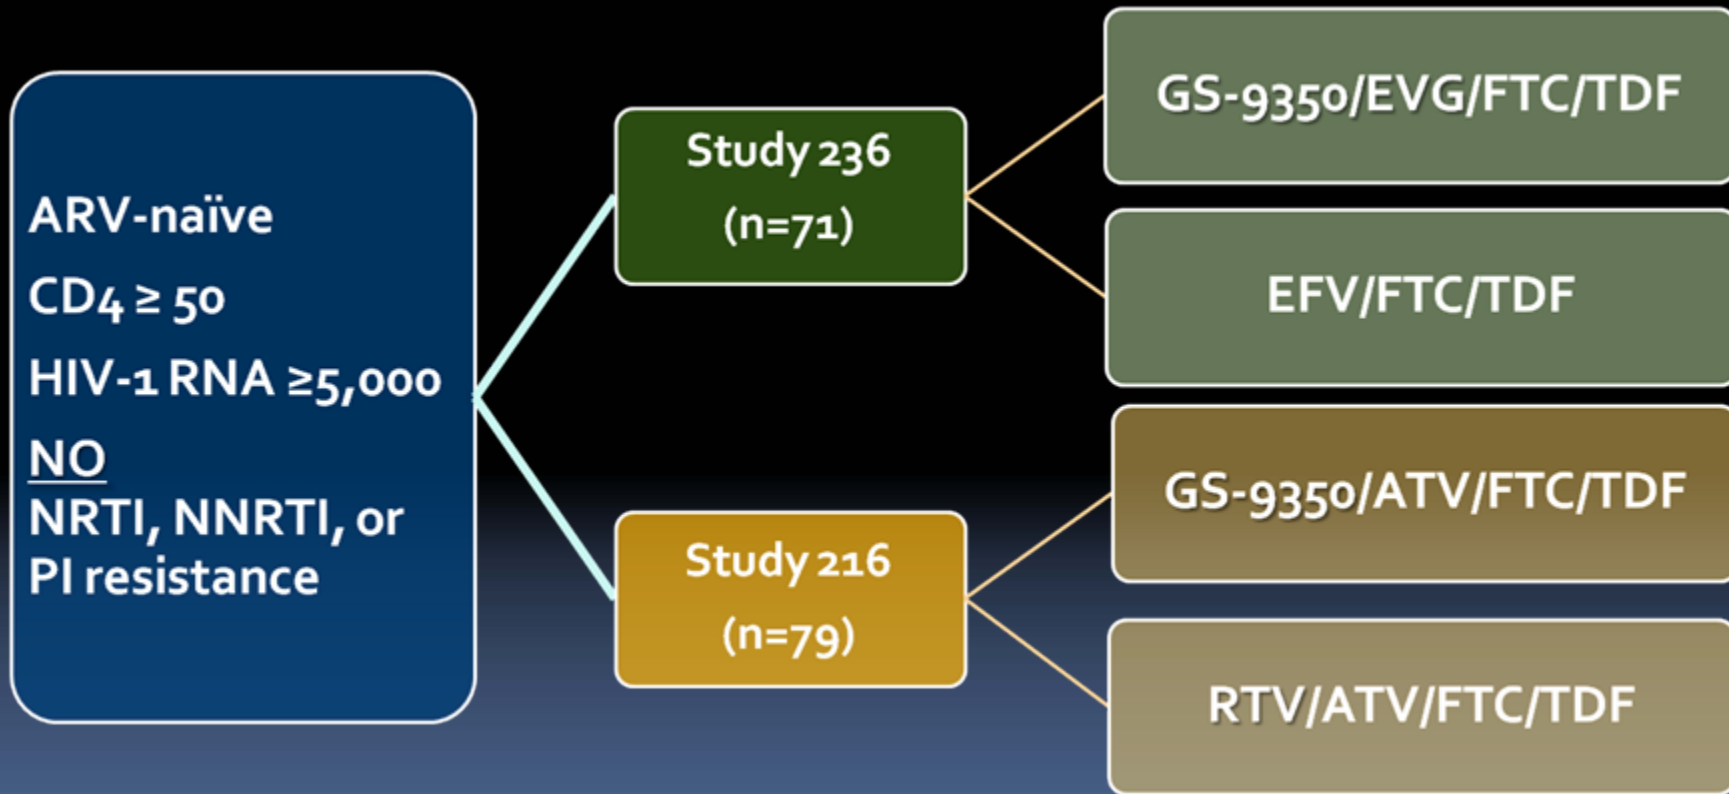 ARV-naïve
CD4 ≥ 50
HIV-1 RNA ≥5,000
NO
NRTI, NNRTI, or
PI resistance
Study 236
(n=71)
GS-9350/EVG/FTC/TDF
EFV/FTC/TDF
Study 216
(n=79)
GS-9350/ATV/FTC/TDF
RTV/ATV/FTC/TDF